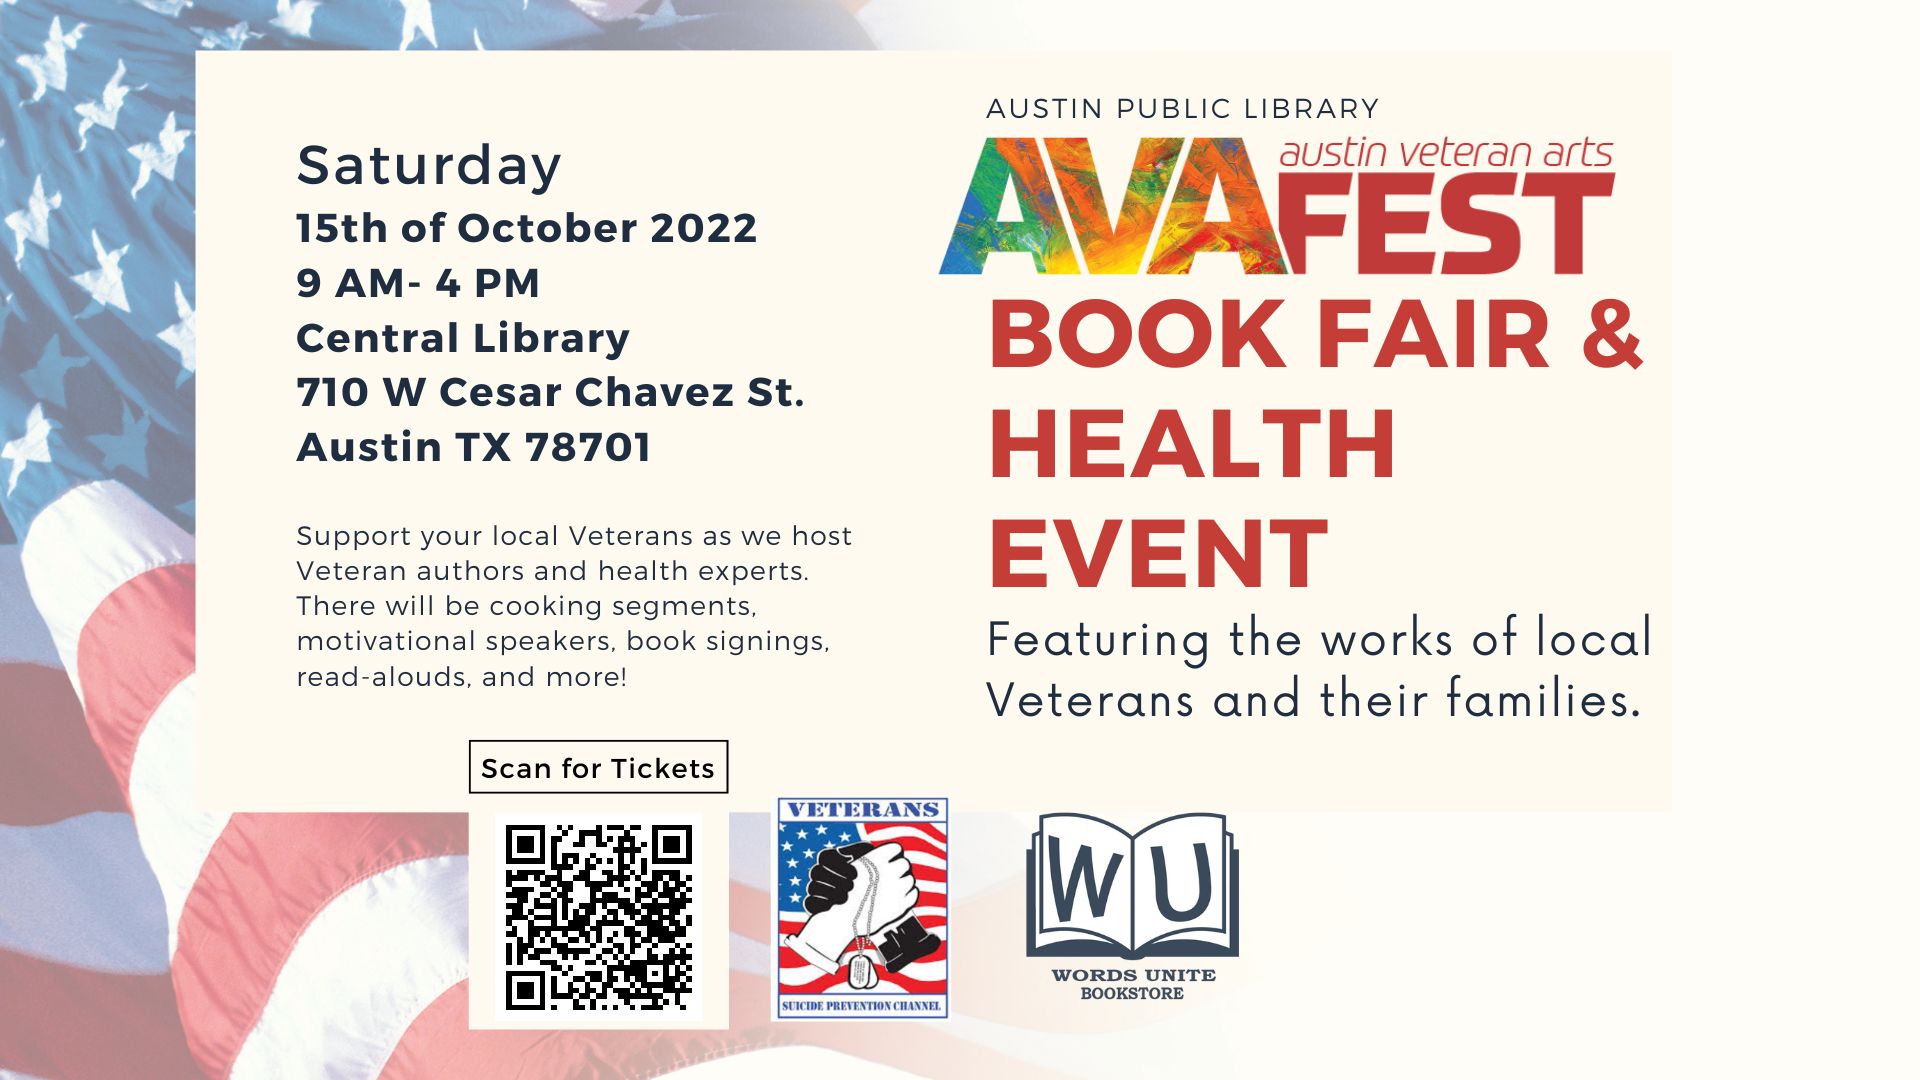 Saturday
15th of October 2022
9 AM- 4 PM
Central Library
710 W Cesar Chavez St.
Austin TX 78701
Support your local Veterans as we host
Veteran authors and health experts.
There will be cooking segments,
motivational speakers, book signings,
read-alouds, and more!
Scan for Tickets
AUSTIN PUBLIC LIBRARY
austin veteran arts
AVAFEST
BOOK FAIR &
HEALTH
EVENT
Featuring the works of local
Veterans and their families.
VETERANS
SUICIDE PREVENTION CHANNEL
WU
WORDS UNITE
BOOKSTORE